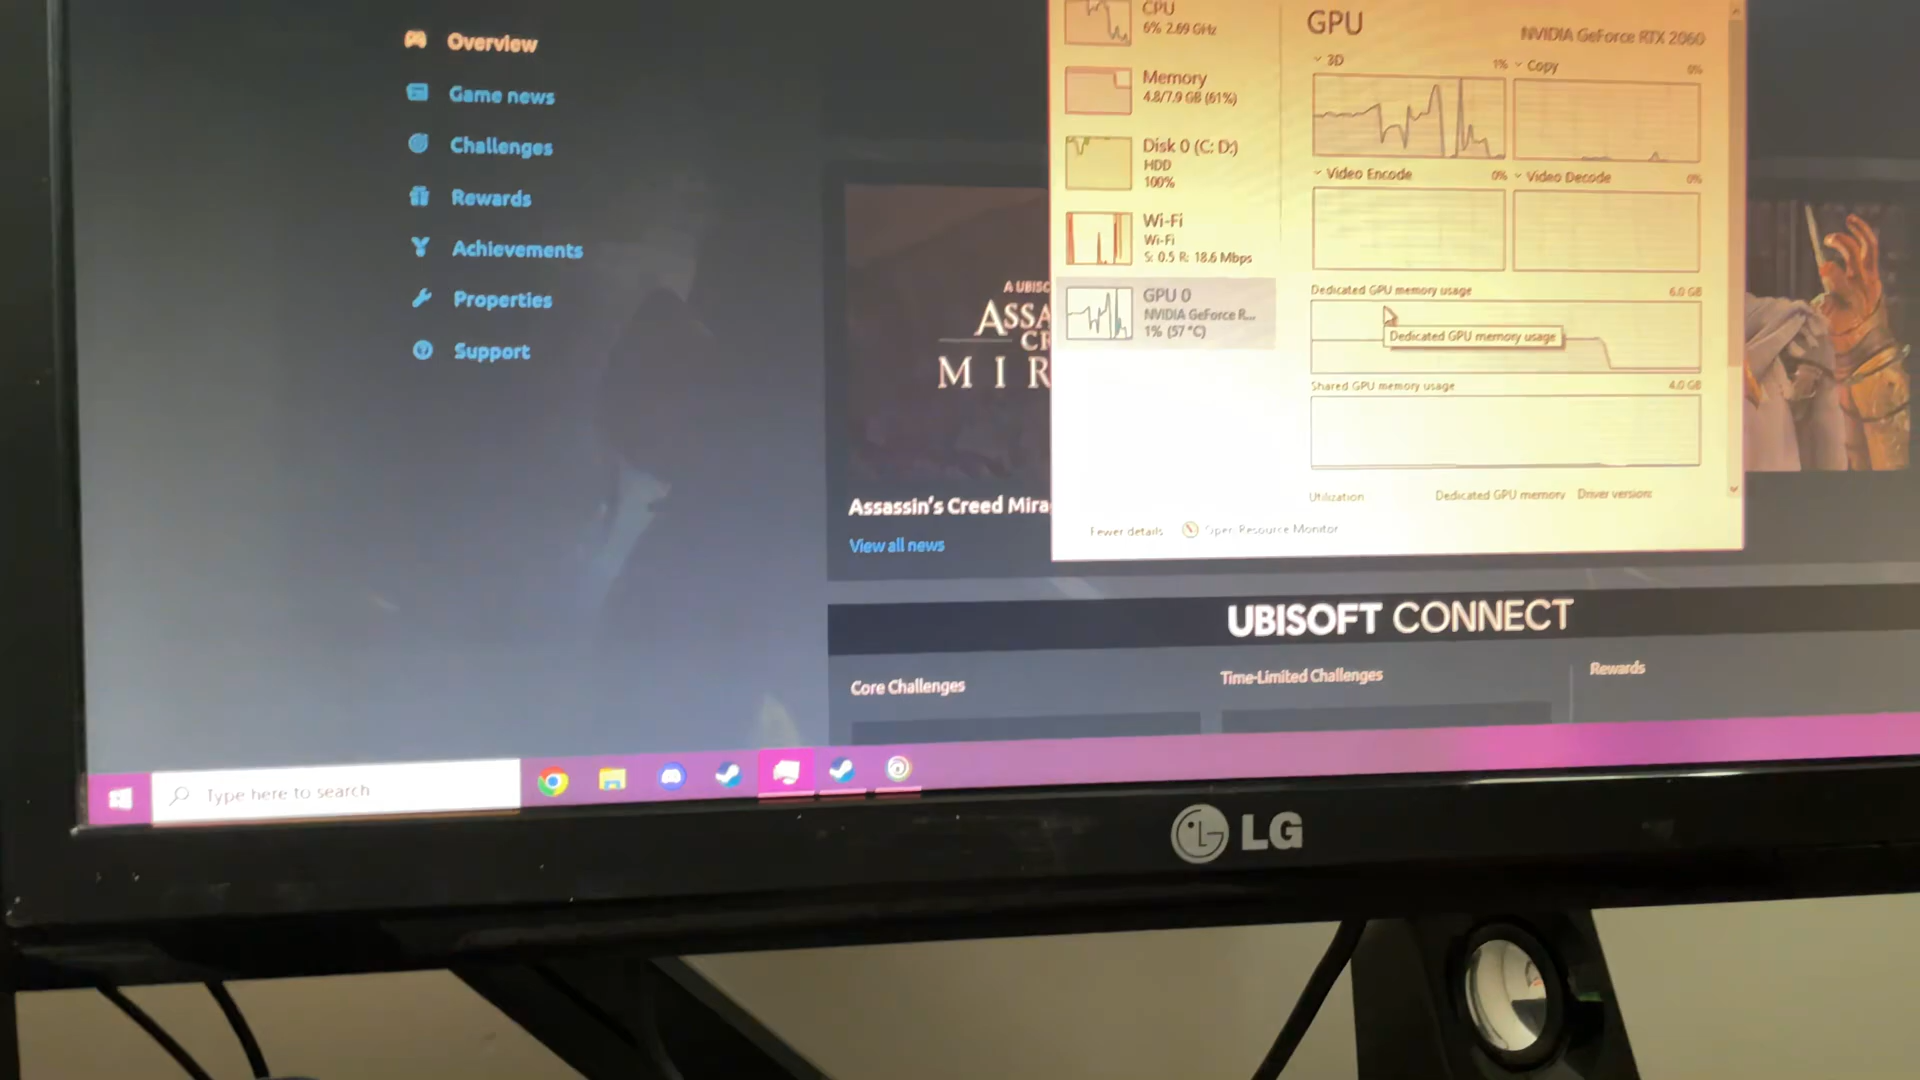 Overview
Game news
Challenges
Rewards
Achievements
Properties
Support
A UBISO
ASSA
CR
MIR
Assassin's Creed Mira
View all news
CPU
6% 2.69 GHz
Memory
4.8/7.9 GB (61%)
Disk 0 (C: D:)
HDD
100%
Wi-Fi
Wi-Fi
S: 0.5 R: 18.6 Mbps
GPU 0
NVIDIA GeForce R...
1% (57 °C)
GPU
NVIDIA GeForce RTX 2060
3D 1%
Copy 0%
Video Encode 0%
Video Decode 0%
Dedicated GPU memory usage 6.0 GB
Dedicated GPU memory usage
Shared GPU memory usage 4.0 GB
Utilization Dedicated GPU memory Driver version:
Fewer details Open Resource Monitor
UBISOFT CONNECT
Core Challenges
Time-Limited Challenges
Rewards
Type here to search
LG